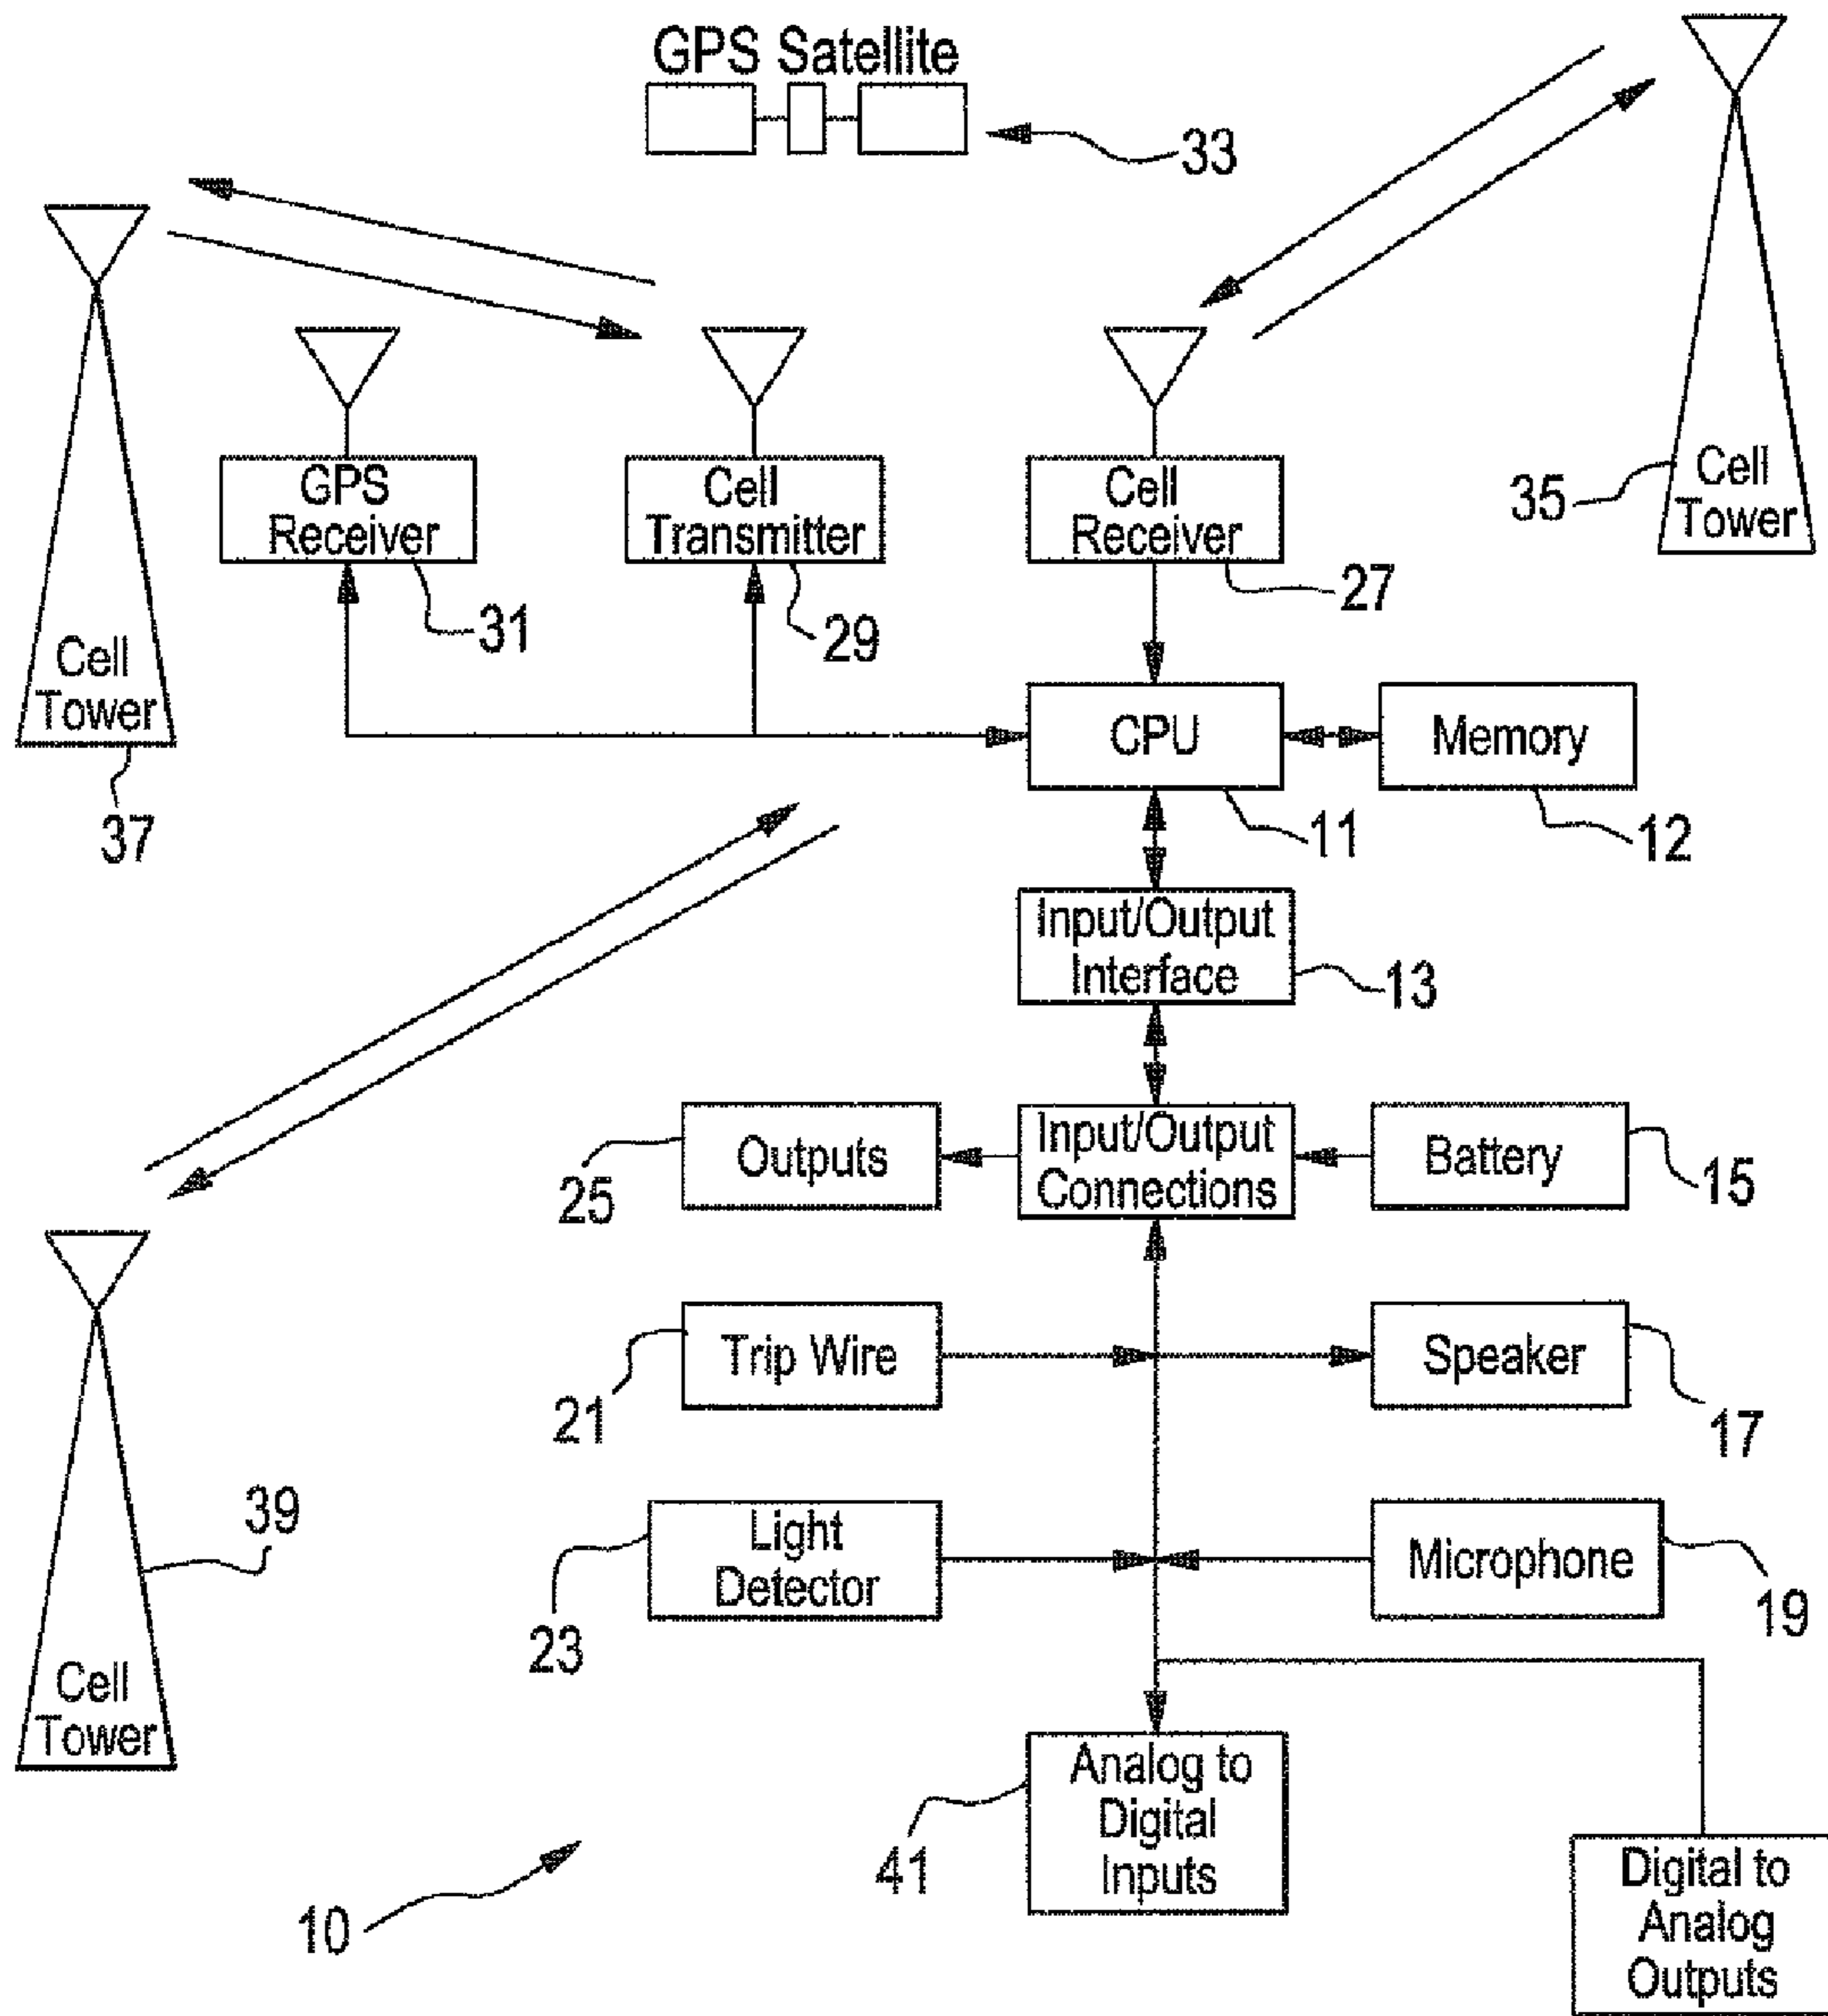 GPS Satellite
33
GPS
Receiver
31
Cell
Transmitter
29
Cell
Receiver
27
Cell
Tower
35
Cell
Tower
37
CPU
11
Memory
12
Input/Output
Interface
13
Outputs
25
Input/Output
Connections
Battery
15
Trip Wire
21
Speaker
17
Light
Detector
23
Microphone
19
39
Cell
Tower
Analog to
Digital
Inputs
41
Digital to
Analog
Outputs
10